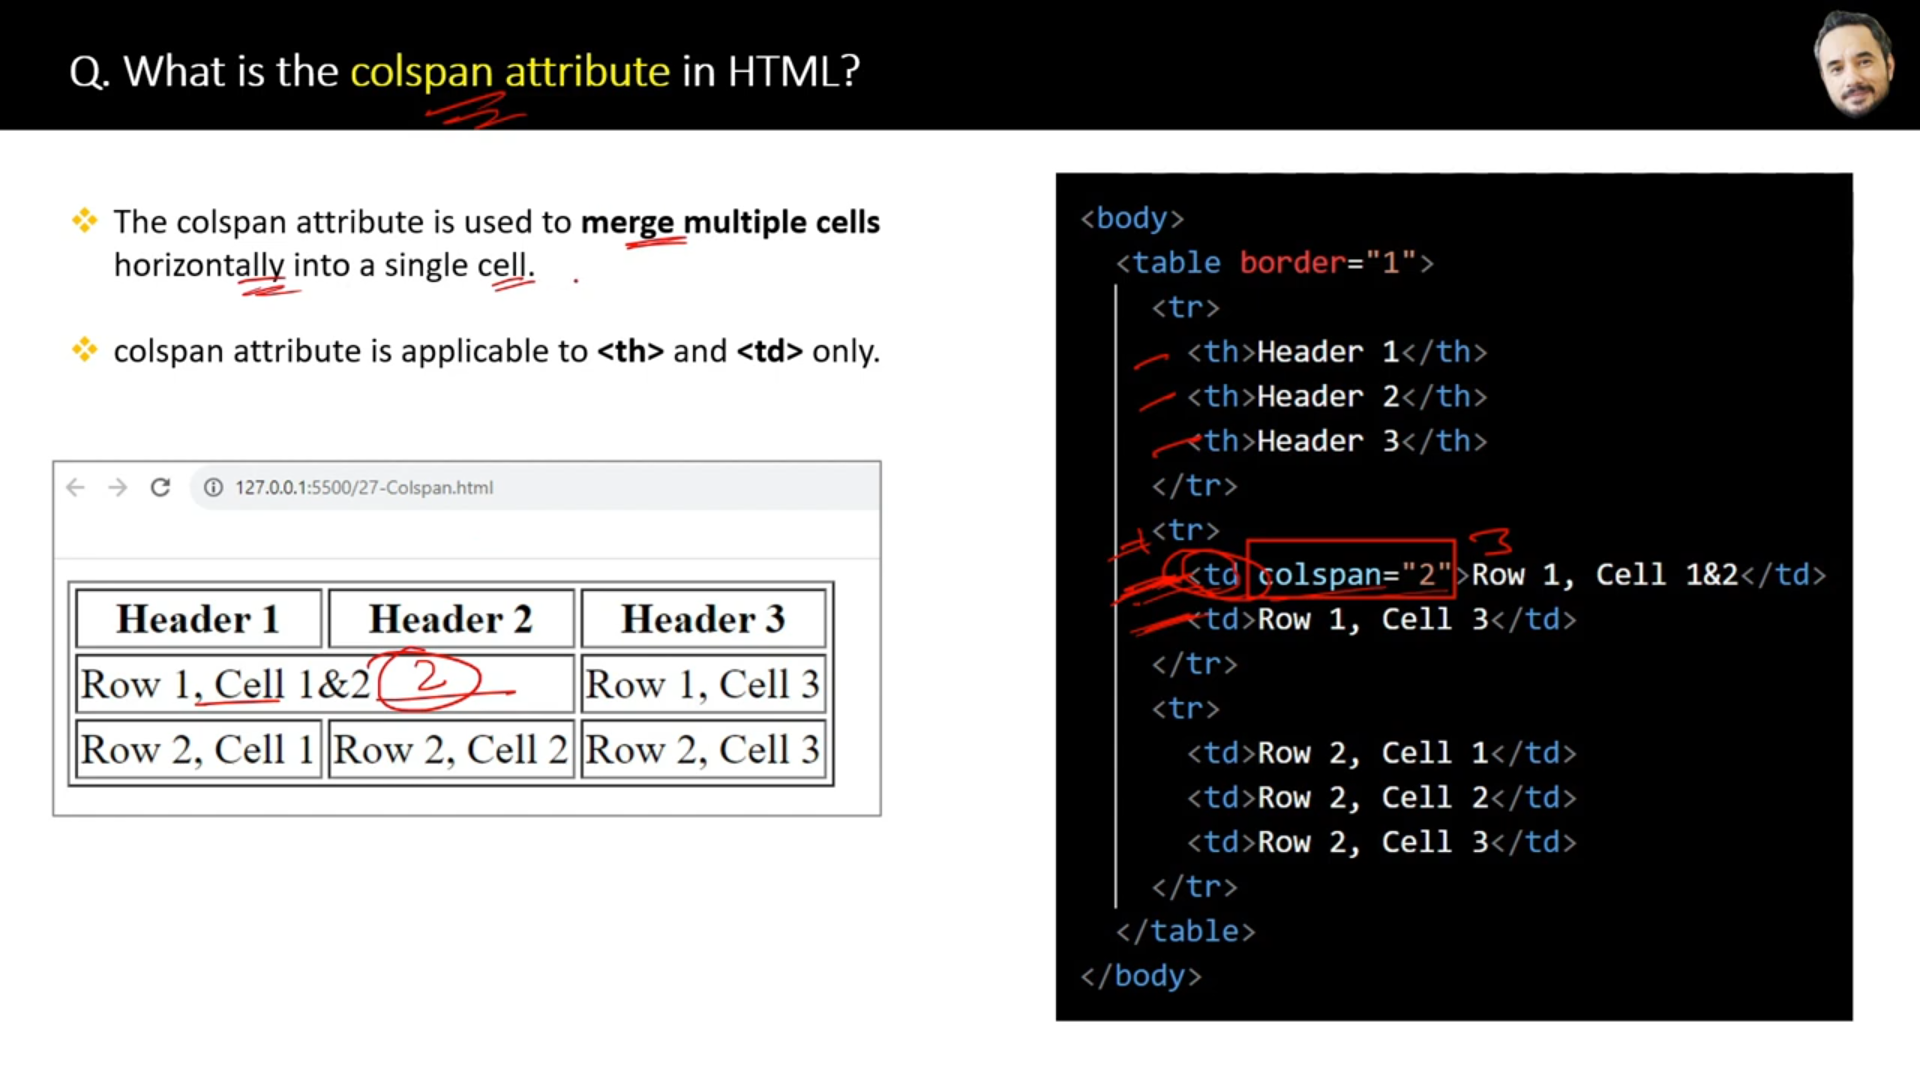 Q. What is the colspan attribute in HTML?
The colspan attribute is used to merge multiple cells
horizontally into a single cell.
colspan attribute is applicable to <th> and <td> only.
127.0.0.1:5500/27-Colspan.html
Header 1 Header 2 Header 3
Row 1, Cell 1&2 2 Row 1, Cell 3
Row 2, Cell 1 Row 2, Cell 2 Row 2, Cell 3
<body>
<table border="1">
<tr>
<th>Header 1</th>
<th>Header 2</th>
<th>Header 3</th>
</tr>
<tr>
3
<td colspan="2">Row 1, Cell 1&2</td>
<td>Row 1, Cell 3</td>
</tr>
<tr>
<td>Row 2, Cell 1</td>
<td>Row 2, Cell 2</td>
<td>Row 2, Cell 3</td>
</tr>
</table>
</body>